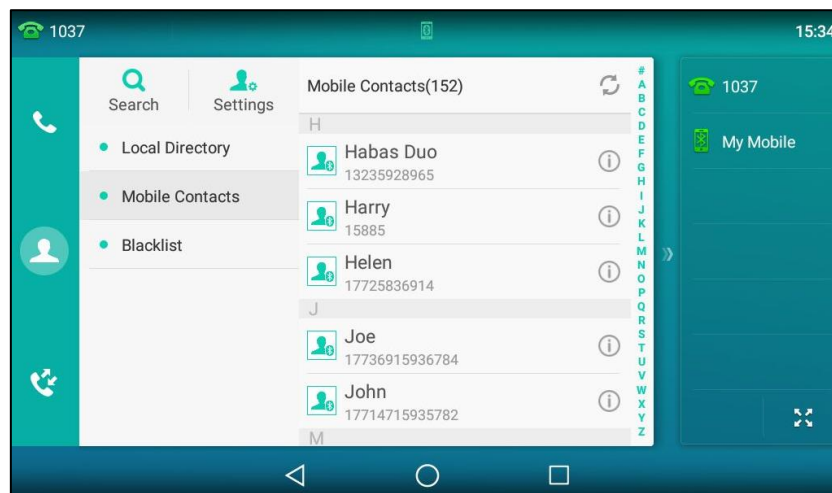 1037
15:34
Search
Settings
Local Directory
Mobile Contacts
Blacklist
Mobile Contacts(152)
H
Habas Duo
13235928965
Harry
15885
Helen
17725836914
J
Joe
17736915936784
John
17714715935782
M
#
A
B
C
D
E
F
G
H
I
J
K
L
M
N
O
P
Q
R
S
T
U
V
W
X
Y
Z
1037
My Mobile